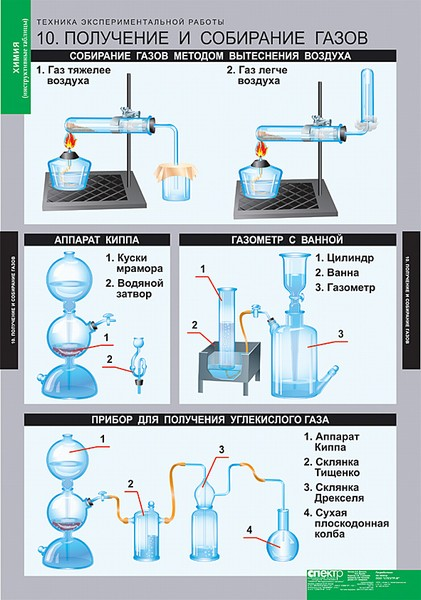 ХИМИЯ
(инструктивные таблицы)
ТЕХНИКА ЭКСПЕРИМЕНТАЛЬНОЙ РАБОТЫ
10. ПОЛУЧЕНИЕ И СОБИРАНИЕ ГАЗОВ
СОБИРАНИЕ ГАЗОВ МЕТОДОМ ВЫТЕСНЕНИЯ ВОЗДУХА
1. Газ тяжелее
воздуха
2. Газ легче
воздуха
10. ПОЛУЧЕНИЕ И СОБИРАНИЕ ГАЗОВ
АППАРАТ КИППА
1. Куски
мрамора
2. Водяной
затвор
1
2
ГАЗОМЕТР С ВАННОЙ
1. Цилиндр
2. Ванна
3. Газометр
1
2
3
10. ПОЛУЧЕНИЕ И СОБИРАНИЕ ГАЗОВ
ПРИБОР ДЛЯ ПОЛУЧЕНИЯ УГЛЕКИСЛОГО ГАЗА
1. Аппарат
Киппа
2. Склянка
Тищенко
3. Склянка
Дрекселя
4. Сухая
плоскодонная
колба
1
2
3
4
спектр